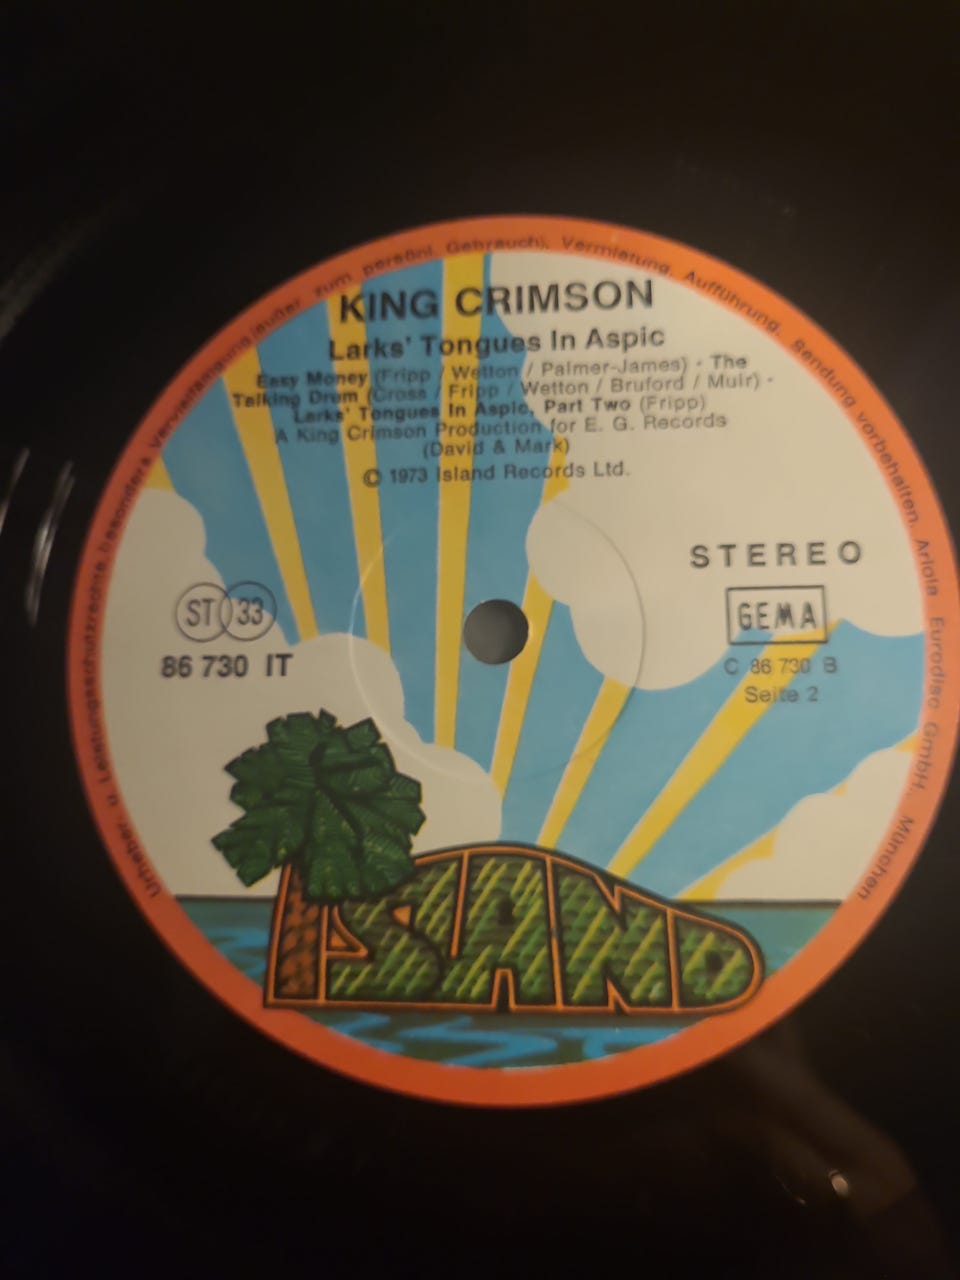 Urheber. u. Leistungsschutzrechte, besonders Vervielfältigung (außer zum persönl. Gebrauch), Vermietung, Aufführung, Sendung vorbehalten. Ariola Eurodisc GmbH, München
KING CRIMSON
Larks' Tongues In Aspic
Easy Money (Fripp / Wetton / Palmer-James) · The
Talking Drum (Cross / Fripp / Wetton / Bruford / Muir) ·
Larks' Tongues In Aspic, Part Two (Fripp)
A King Crimson Production for E. G. Records
(David & Mark)
© 1973 Island Records Ltd.
STEREO
ST 33
GEMA
86 730 IT
C 86 730 B
Seite 2
ISLAND